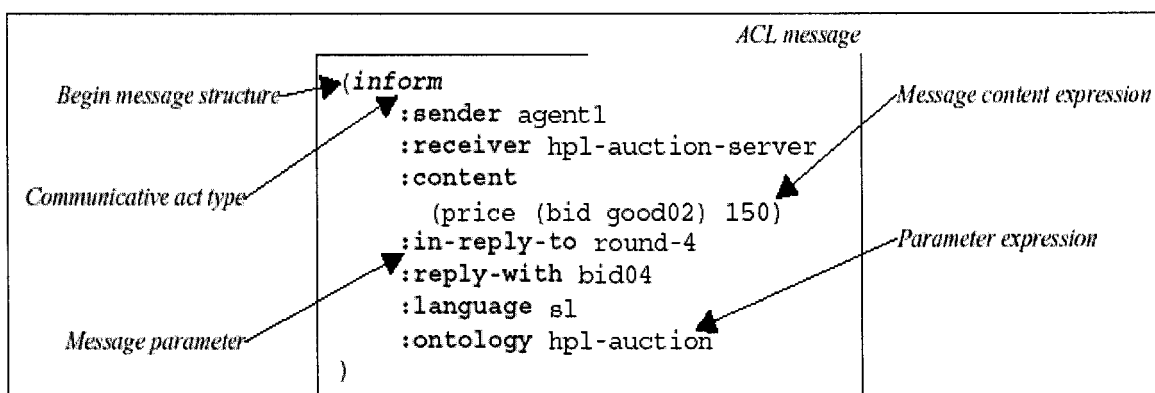 ACL message
Begin message structure
(inform
:sender agent1
Message content expression
:receiver hpl-auction-server
Communicative act type
:content
(price (bid good02) 150)
:in-reply-to round-4
Parameter expression
:reply-with bid04
:language sl
Message parameter
:ontology hpl-auction
)